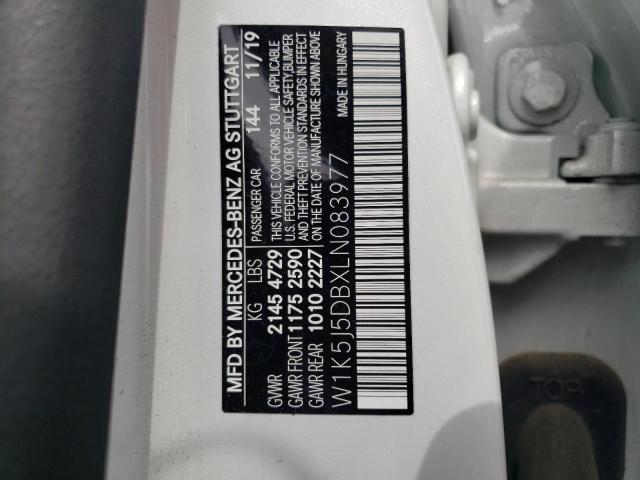 MFD BY MERCEDES-BENZ AG STUTTGART
PASSENGER CAR 144 11/19
KG LBS
GVWR 2145 4729
GAWR FRONT 1175 2590
GAWR REAR 1010 2227
THIS VEHICLE CONFORMS TO ALL APPLICABLE
U.S. FEDERAL MOTOR VEHICLE SAFETY, BUMPER
AND THEFT PREVENTION STANDARDS IN EFFECT
ON THE DATE OF MANUFACTURE SHOWN ABOVE
MADE IN HUNGARY
W1K5J5DBXLN083977
TOP